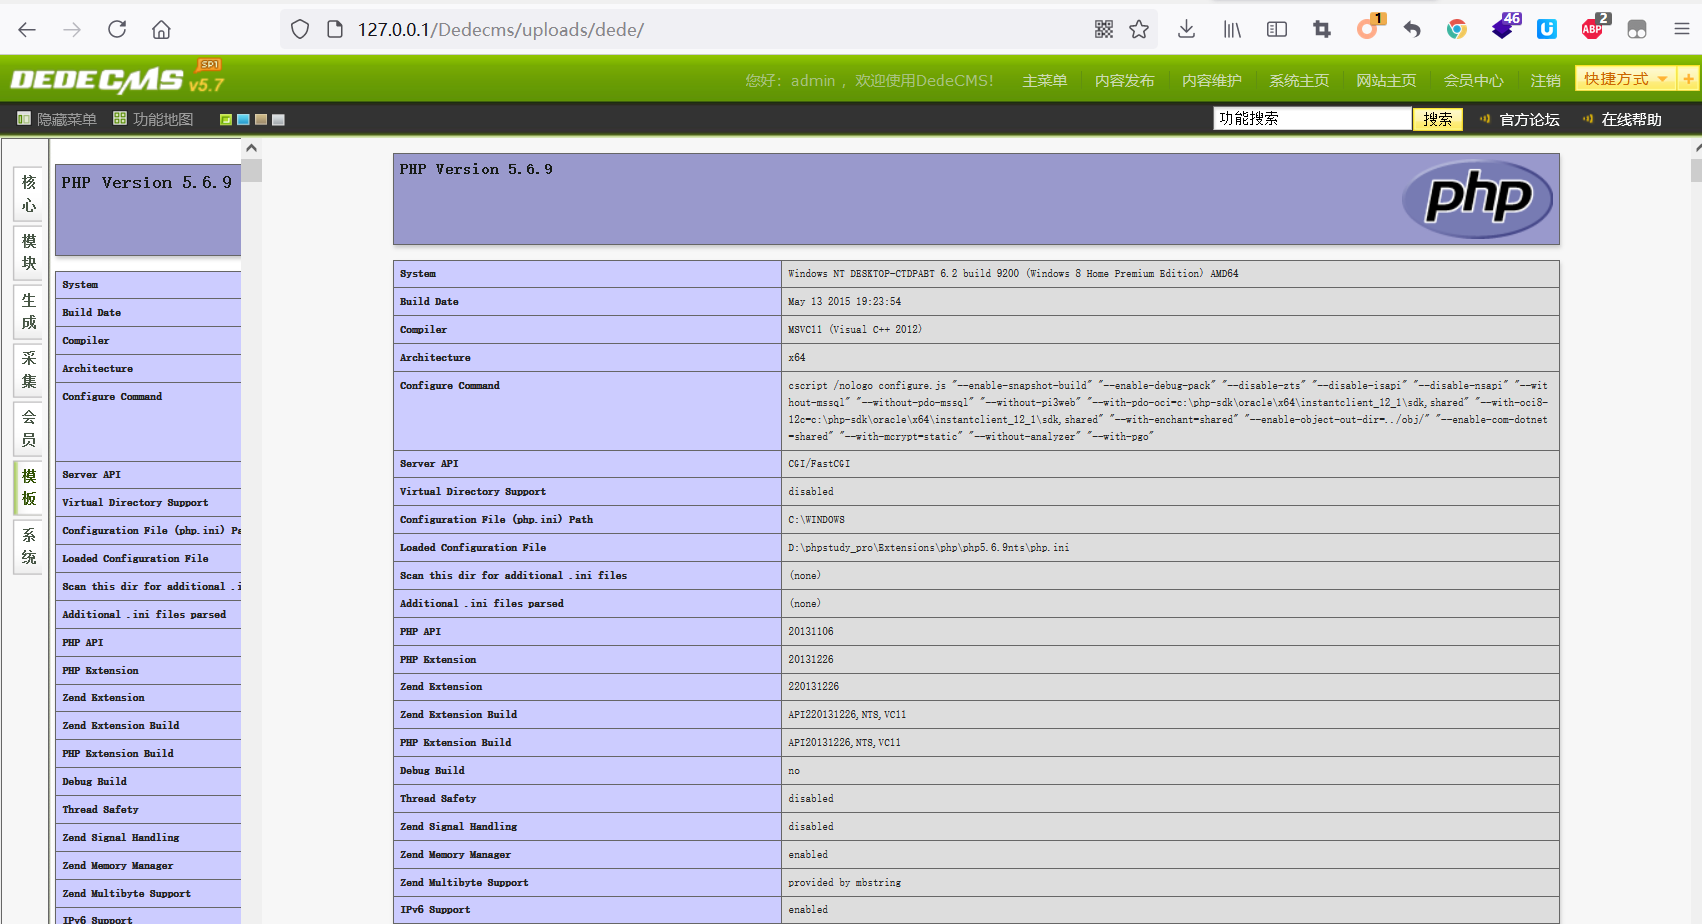 127.0.0.1/Dedecms/uploads/dede/
1
46
ABP
2
DEDECMS v5.7 SP1
您好：admin ，欢迎使用DedeCMS！ 主菜单 内容发布 内容维护 系统主页 网站主页 会员中心 注销 快捷方式 +
隐藏菜单 功能地图 功能搜索 搜索 官方论坛 在线帮助
核心
模块
生成
采集
会员
模板
系统
PHP Version 5.6.9
System
Build Date
Compiler
Architecture
Configure Command
Server API
Virtual Directory Support
Configuration File (php.ini) Pa
Loaded Configuration File
Scan this dir for additional .i
Additional .ini files parsed
PHP API
PHP Extension
Zend Extension
Zend Extension Build
PHP Extension Build
Debug Build
Thread Safety
Zend Signal Handling
Zend Memory Manager
Zend Multibyte Support
IPv6 Support
PHP Version 5.6.9
php
System Windows NT DESKTOP-CTDPABT 6.2 build 9200 (Windows 8 Home Premium Edition) AMD64
Build Date May 13 2015 19:23:54
Compiler MSVC11 (Visual C++ 2012)
Architecture x64
Configure Command cscript /nologo configure.js "--enable-snapshot-build" "--enable-debug-pack" "--disable-zts" "--disable-isapi" "--disable-nsapi" "--wit
hout-mssql" "--without-pdo-mssql" "--without-pi3web" "--with-pdo-oci=c:\php-sdk\oracle\x64\instantclient_12_1\sdk,shared" "--with-oci8-
12c=c:\php-sdk\oracle\x64\instantclient_12_1\sdk,shared" "--with-enchant=shared" "--enable-object-out-dir=../obj/" "--enable-com-dotnet
=shared" "--with-mcrypt=static" "--without-analyzer" "--with-pgo"
Server API CGI/FastCGI
Virtual Directory Support disabled
Configuration File (php.ini) Path C:\WINDOWS
Loaded Configuration File D:\phpstudy_pro\Extensions\php\php5.6.9nts\php.ini
Scan this dir for additional .ini files (none)
Additional .ini files parsed (none)
PHP API 20131106
PHP Extension 20131226
Zend Extension 220131226
Zend Extension Build API220131226,NTS,VC11
PHP Extension Build API20131226,NTS,VC11
Debug Build no
Thread Safety disabled
Zend Signal Handling disabled
Zend Memory Manager enabled
Zend Multibyte Support provided by mbstring
IPv6 Support enabled